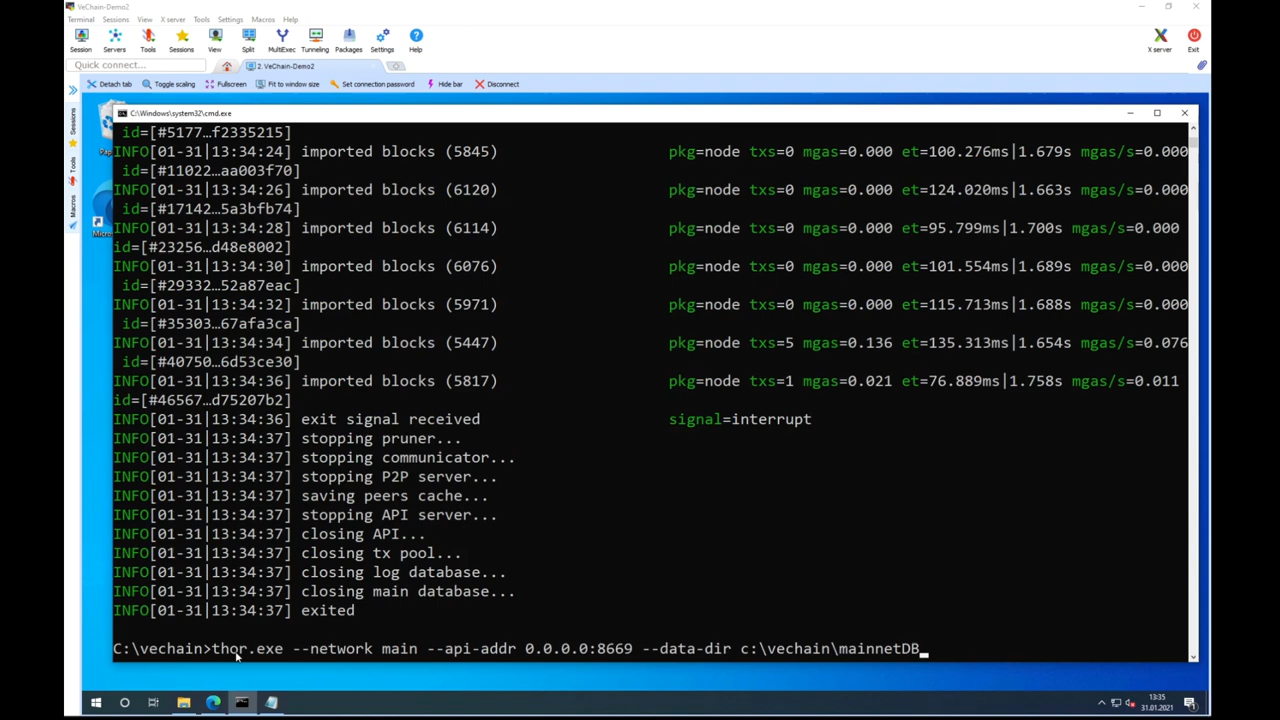 VeChain-Demo2
Terminal Sessions View X server Tools Settings Macros Help
Session Servers Tools Sessions View Split MultiExec Tunneling Packages Settings Help X server Exit
Quick connect...
2. VeChain-Demo2
Detach tab Toggle scaling Fullscreen Fit to window size Set connection password Hide bar Disconnect
Sessions
Tools
Macros
C:\Windows\system32\cmd.exe
id=[#5177…f2335215]
INFO[01-31|13:34:24] imported blocks (5845) pkg=node txs=0 mgas=0.000 et=100.276ms|1.679s mgas/s=0.000
id=[#11022…aa003f70]
INFO[01-31|13:34:26] imported blocks (6120) pkg=node txs=0 mgas=0.000 et=124.020ms|1.663s mgas/s=0.000
id=[#17142…5a3bfb74]
INFO[01-31|13:34:28] imported blocks (6114) pkg=node txs=0 mgas=0.000 et=95.799ms|1.700s mgas/s=0.000
id=[#23256…d48e8002]
INFO[01-31|13:34:30] imported blocks (6076) pkg=node txs=0 mgas=0.000 et=101.554ms|1.689s mgas/s=0.000
id=[#29332…52a87eac]
INFO[01-31|13:34:32] imported blocks (5971) pkg=node txs=0 mgas=0.000 et=115.713ms|1.688s mgas/s=0.000
id=[#35303…67afa3ca]
INFO[01-31|13:34:34] imported blocks (5447) pkg=node txs=5 mgas=0.136 et=135.313ms|1.654s mgas/s=0.076
id=[#40750…6d53ce30]
INFO[01-31|13:34:36] imported blocks (5817) pkg=node txs=1 mgas=0.021 et=76.889ms|1.758s mgas/s=0.011
id=[#46567…d75207b2]
INFO[01-31|13:34:36] exit signal received signal=interrupt
INFO[01-31|13:34:37] stopping pruner...
INFO[01-31|13:34:37] stopping communicator...
INFO[01-31|13:34:37] stopping P2P server...
INFO[01-31|13:34:37] saving peers cache...
INFO[01-31|13:34:37] stopping API server...
INFO[01-31|13:34:37] closing API...
INFO[01-31|13:34:37] closing tx pool...
INFO[01-31|13:34:37] closing log database...
INFO[01-31|13:34:37] closing main database...
INFO[01-31|13:34:37] exited
C:\vechain>thor.exe --network main --api-addr 0.0.0.0:8669 --data-dir c:\vechain\mainnetDB
13:35
31.01.2021